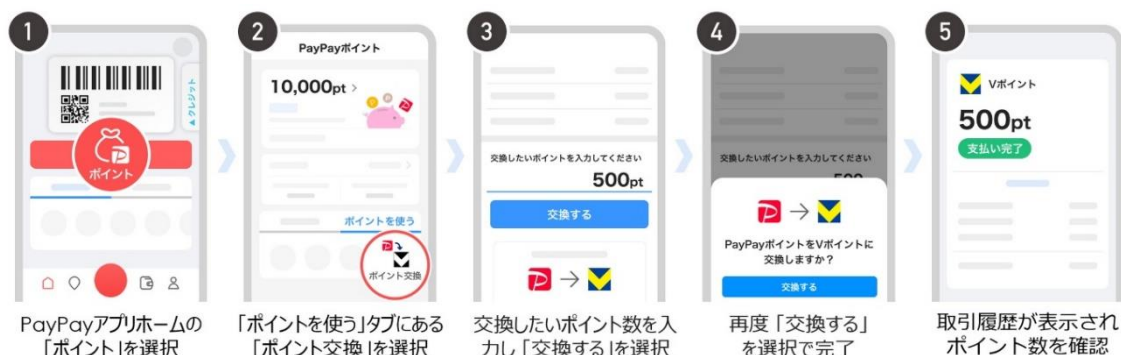 1
▲クレジット
ポイント
PayPayアプリホームの
「ポイント」を選択
2
PayPayポイント
10,000pt >
ポイントを使う
ポイント交換
「ポイントを使う」タブにある
「ポイント交換」を選択
3
交換したいポイントを入力してください
500pt
交換する
交換したいポイント数を入
力し「交換する」を選択
4
交換したいポイントを入力してください
500
PayPayポイントをVポイントに
交換しますか？
交換する
再度「交換する」
を選択で完了
5
Vポイント
500pt
支払い完了
取引履歴が表示され
ポイント数を確認